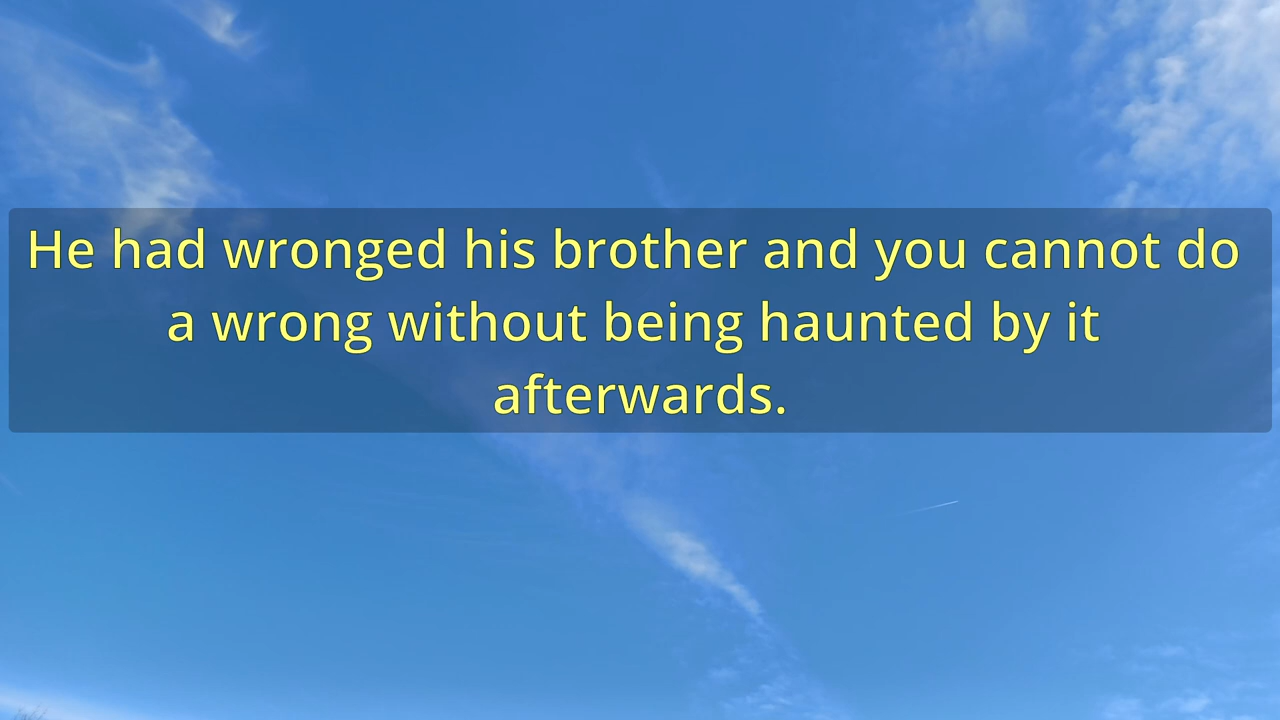 He had wronged his brother and you cannot do
a wrong without being haunted by it
afterwards.